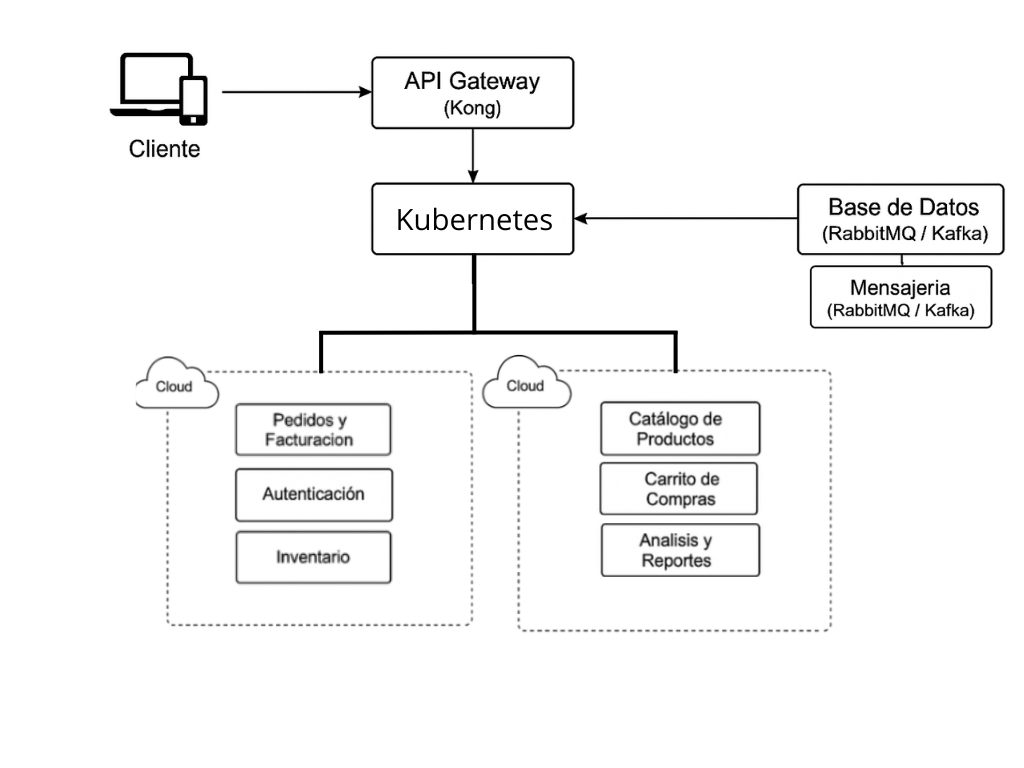 API Gateway
(Kong)
Cliente
Kubernetes
Base de Datos
(RabbitMQ / Kafka)
Mensajeria
(RabbitMQ / Kafka)
Cloud
Pedidos y
Facturacion
Autenticación
Inventario
Cloud
Catálogo de
Productos
Carrito de
Compras
Analisis y
Reportes